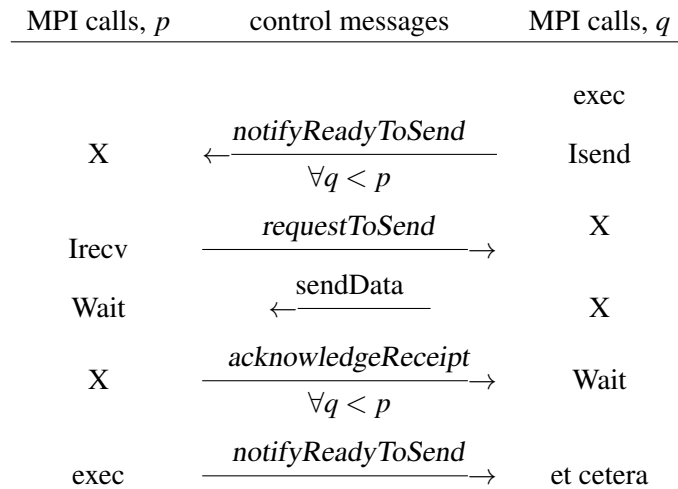 MPI calls, p control messages MPI calls, q
exec
notifyReadyToSend
X ← Isend
∀q < p
requestToSend X
Irecv →
sendData
Wait ← X
acknowledgeReceipt
X → Wait
∀q < p
notifyReadyToSend
exec → et cetera